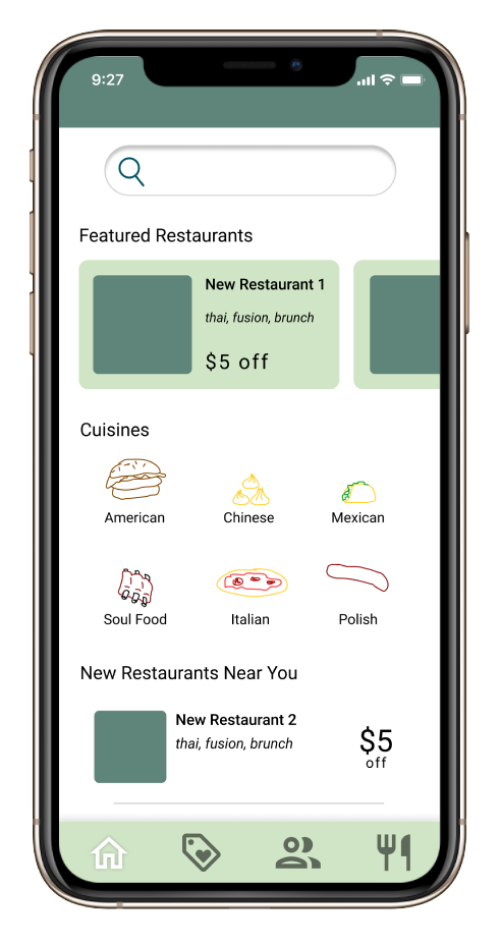 9:27
Featured Restaurants
New Restaurant 1
thai, fusion, brunch
$5 off
Cuisines
American Chinese Mexican
Soul Food Italian Polish
New Restaurants Near You
New Restaurant 2
thai, fusion, brunch
$5
off